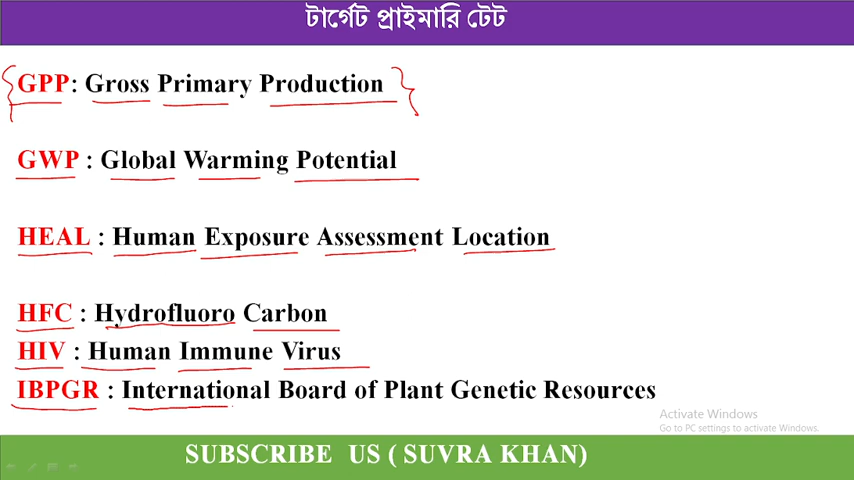 টার্গেট প্রাইমারি টেট
GPP: Gross Primary Production
GWP : Global Warming Potential
HEAL : Human Exposure Assessment Location
HFC : Hydrofluoro Carbon
HIV : Human Immune Virus
IBPGR : International Board of Plant Genetic Resources
Activate Windows
Go to PC settings to activate Windows.
SUBSCRIBE US ( SUVRA KHAN)